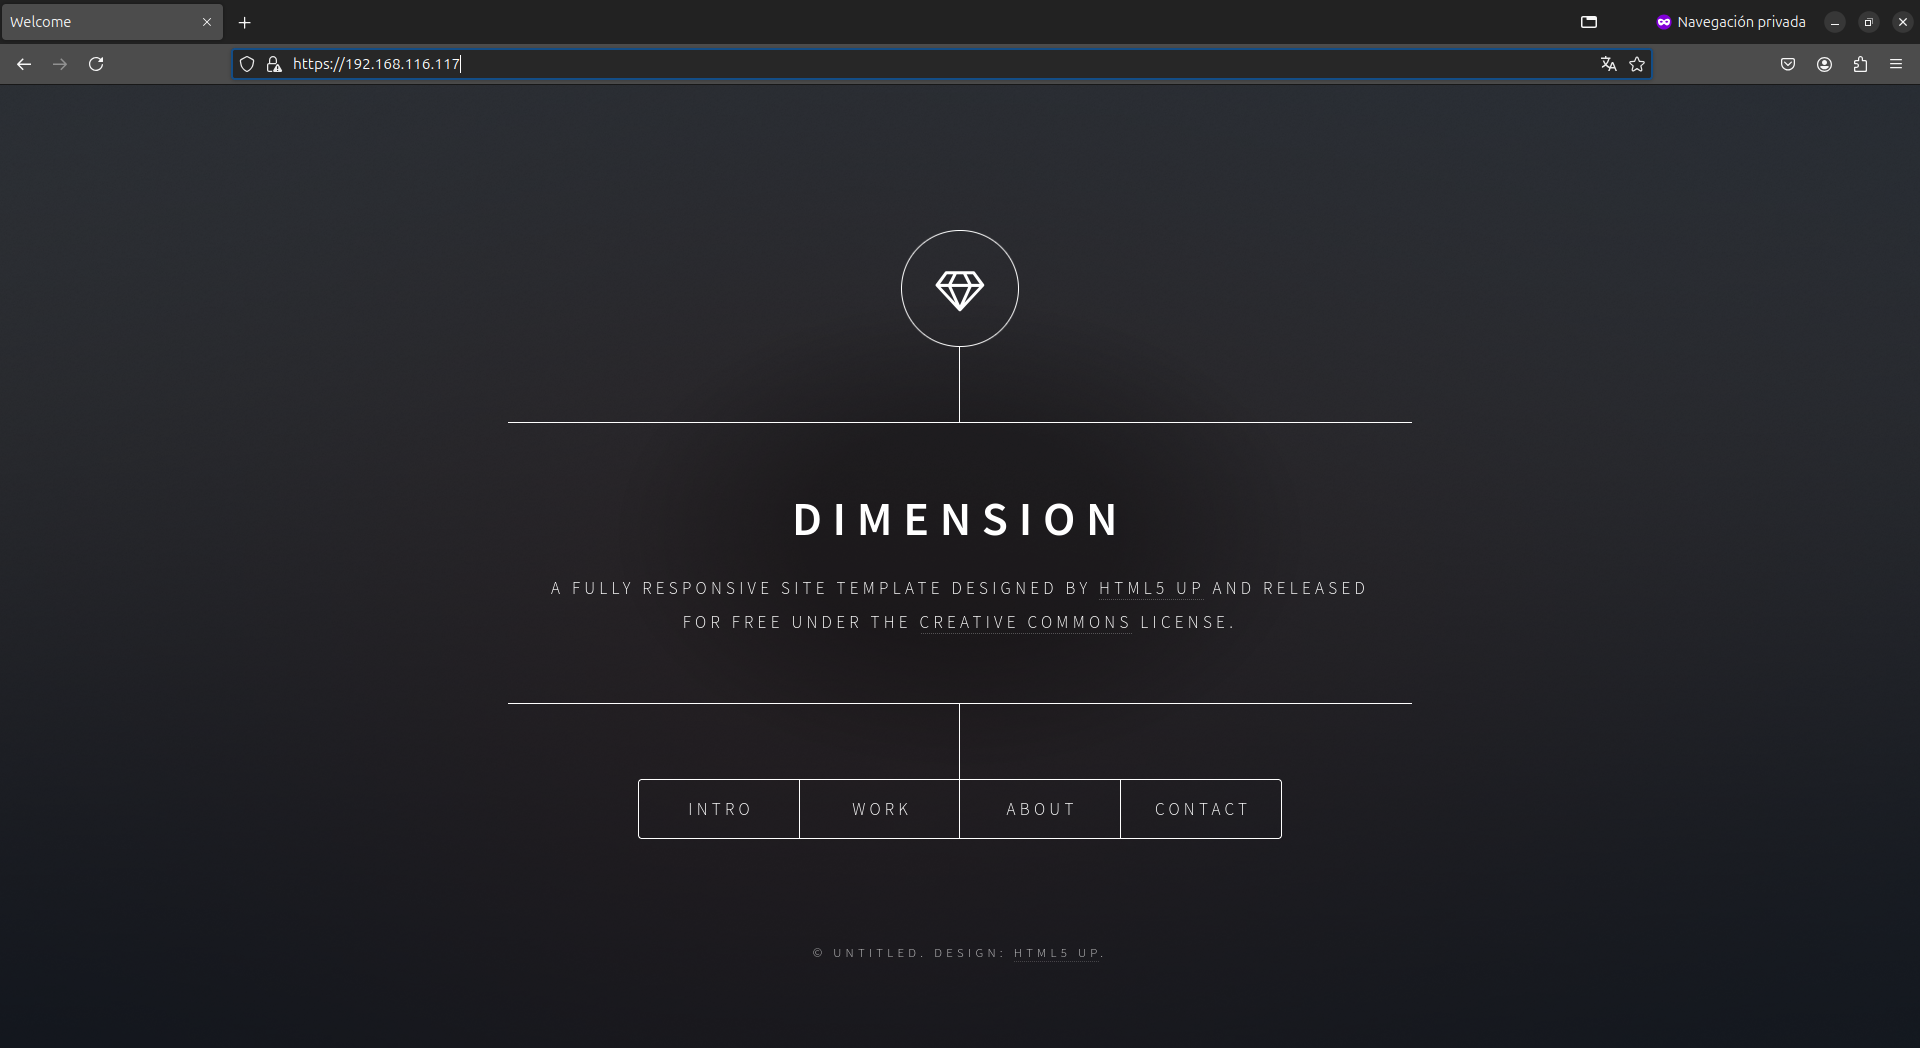 Welcome
Navegación privada
https://192.168.116.117
DIMENSION
A FULLY RESPONSIVE SITE TEMPLATE DESIGNED BY HTML5 UP AND RELEASED
FOR FREE UNDER THE CREATIVE COMMONS LICENSE.
INTRO
WORK
ABOUT
CONTACT
© UNTITLED. DESIGN: HTML5 UP.